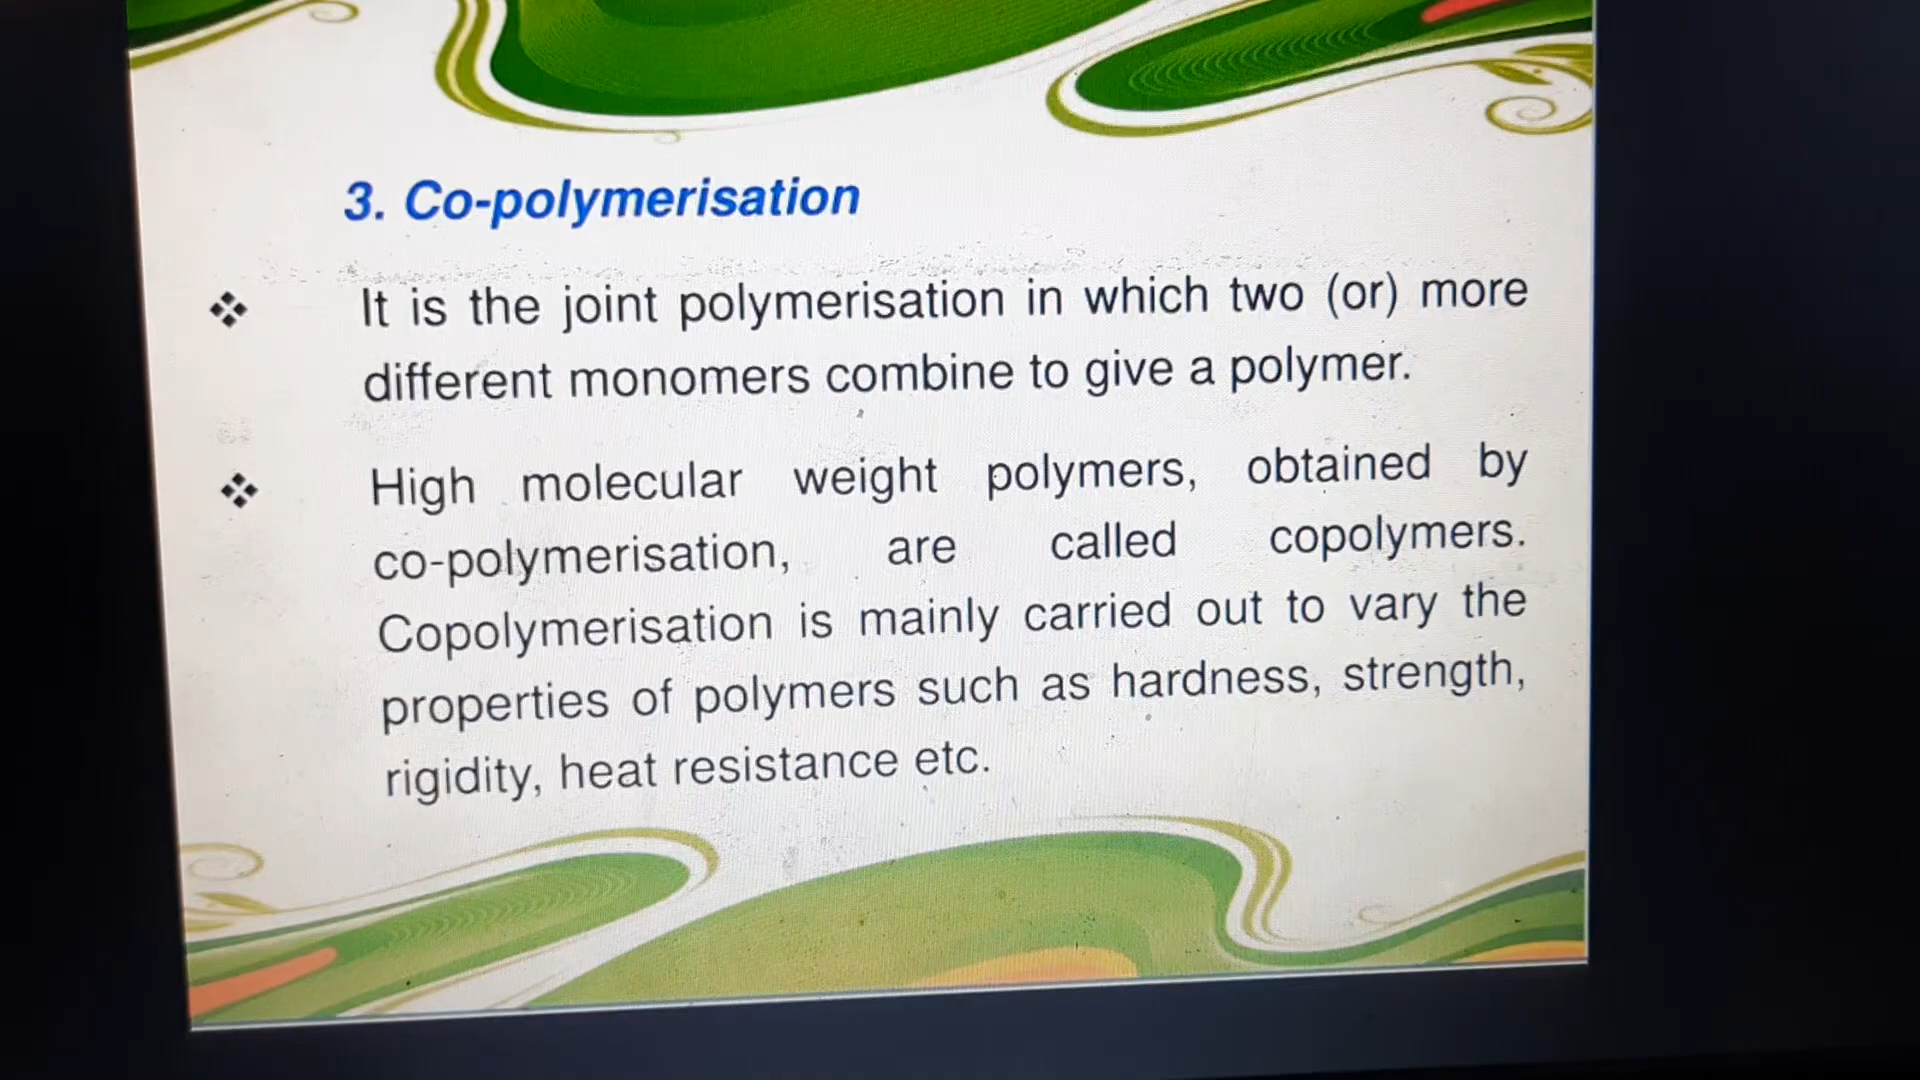 3. Co-polymerisation
It is the joint polymerisation in which two (or) more
different monomers combine to give a polymer.
High molecular weight polymers, obtained by
co-polymerisation, are called copolymers.
Copolymerisation is mainly carried out to vary the
properties of polymers such as hardness, strength,
rigidity, heat resistance etc.